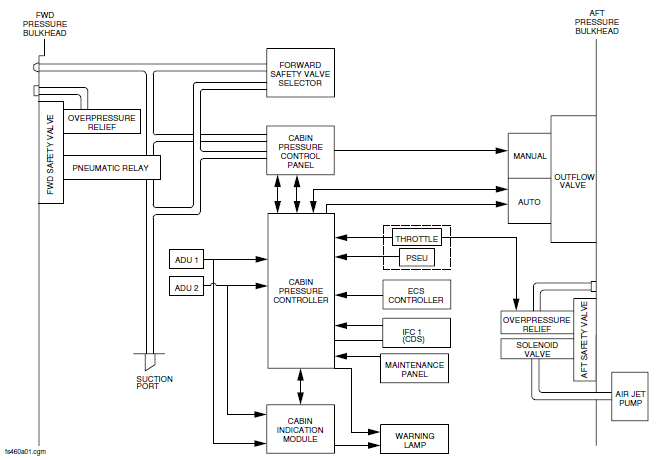 FWD
PRESSURE
BULKHEAD
AFT
PRESSURE
BULKHEAD
FORWARD
SAFETY VALVE
SELECTOR
OVERPRESSURE
RELIEF
FWD SAFETY VALVE
PNEUMATIC RELAY
CABIN
PRESSURE
CONTROL
PANEL
MANUAL
AUTO
OUTFLOW
VALVE
THROTTLE
PSEU
ADU 1
ADU 2
CABIN
PRESSURE
CONTROLLER
ECS
CONTROLLER
IFC 1
(CDS)
MAINTENANCE
PANEL
OVERPRESSURE
RELIEF
SOLENOID
VALVE
AFT SAFETY VALVE
AIR JET
PUMP
SUCTION
PORT
CABIN
INDICATION
MODULE
WARNING
LAMP
fs460a01.cgm